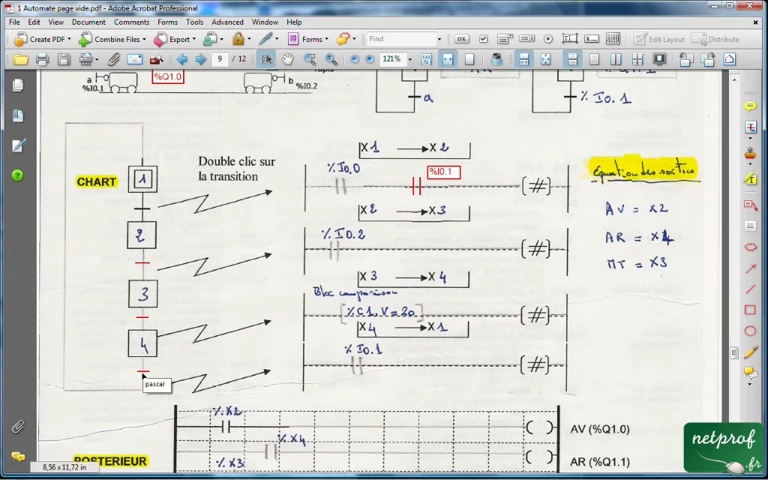 1 Automate page vide.pdf - Adobe Acrobat Pro
File Edit View Document Comments Forms Tools Advanced Window Help
Create PDF Combine Files Export Forms Find Edit Layout Distribute
9 / 12 121%
a %Q1.0 b
%I0.1 %I0.2
a % I0.1
CHART
Double clic sur
la transition
1
2
3
4
X1 → X2
% I0.0 %I0.1 (#)
X2 → X3
% I0.2 (#)
X3 → X4
Bloc comparaison
[% C1.V = 20] (#)
X4 → X1
% I0.1 (#)
pascal
Equation des sorties
AV = X2
AR = X4
MT = X3
POSTERIEUR
% X2 ( ) AV (%Q1.0)
% X4
% X3 ( ) AR (%Q1.1)
8,56 x 11,72 in
netprof
.fr